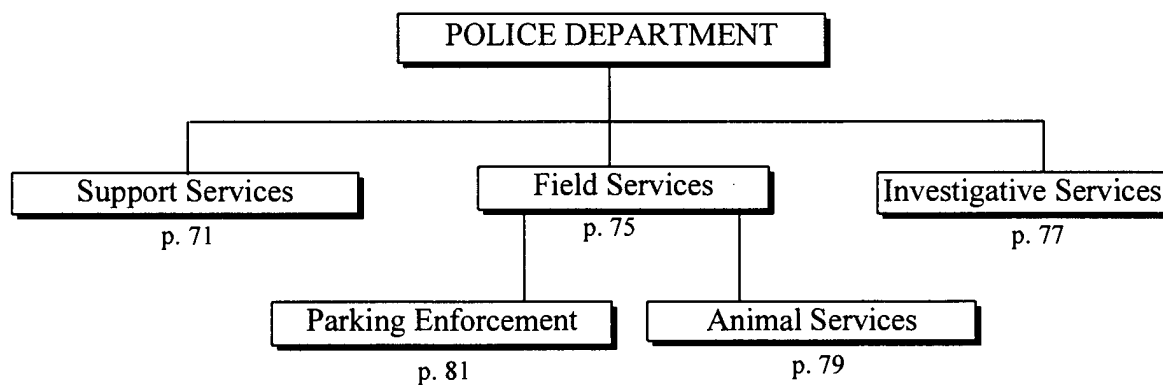 POLICE DEPARTMENT
Support Services
p. 71
Field Services
p. 75
Investigative Services
p. 77
Parking Enforcement
p. 81
Animal Services
p. 79